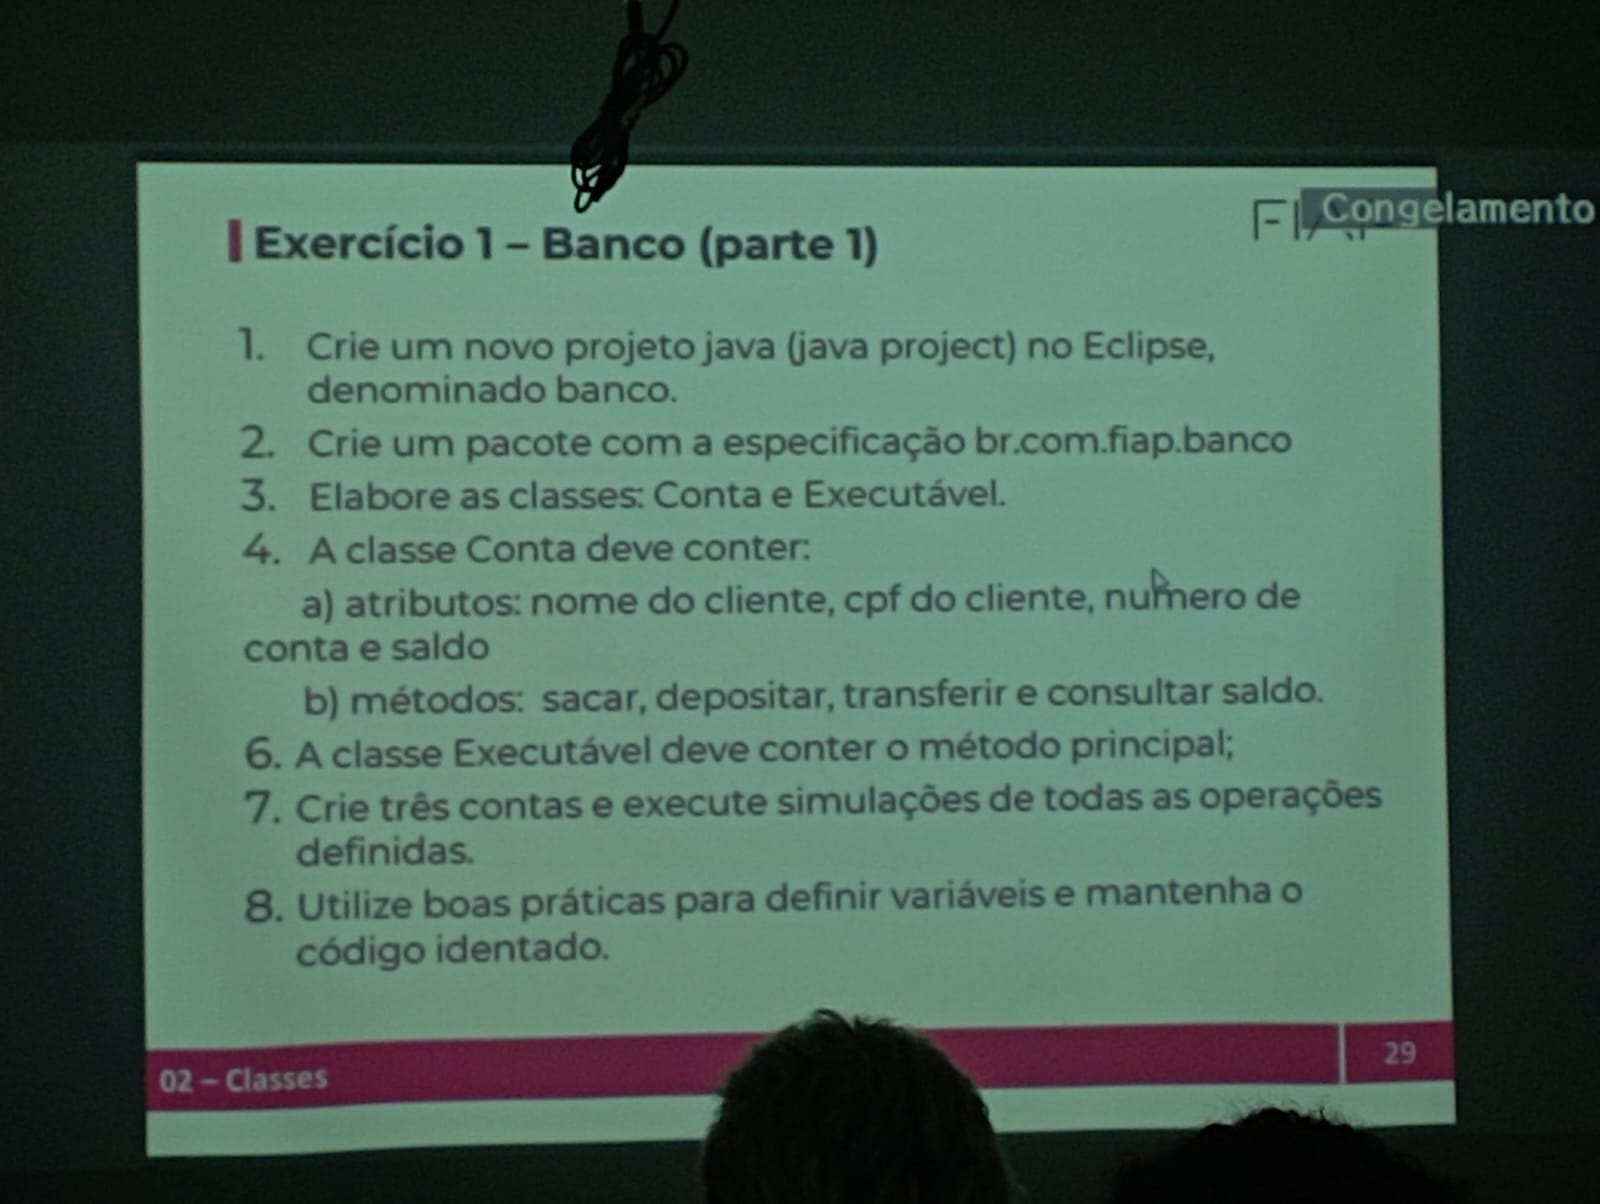 Exercício 1 – Banco (parte 1)
Congelamento
1. Crie um novo projeto java (java project) no Eclipse,
denominado banco.
2. Crie um pacote com a especificação br.com.fiap.banco
3. Elabore as classes: Conta e Executável.
4. A classe Conta deve conter:
a) atributos: nome do cliente, cpf do cliente, numero de
conta e saldo
b) métodos: sacar, depositar, transferir e consultar saldo.
6. A classe Executável deve conter o método principal;
7. Crie três contas e execute simulações de todas as operações
definidas.
8. Utilize boas práticas para definir variáveis e mantenha o
código identado.
02 – Classes
29